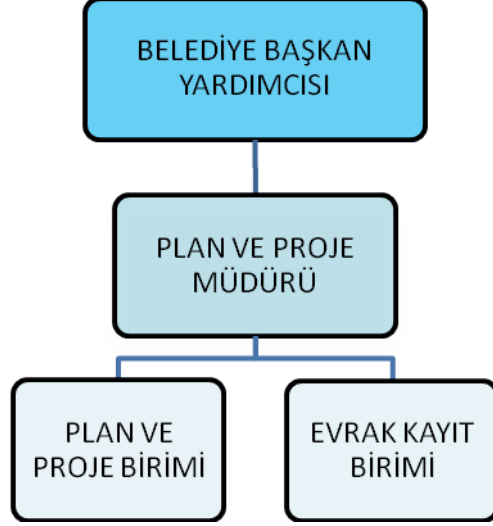 BELEDİYE BAŞKAN
YARDIMCISI
PLAN VE PROJE
MÜDÜRÜ
PLAN VE
PROJE BİRİMİ
EVRAK KAYIT
BİRİMİ